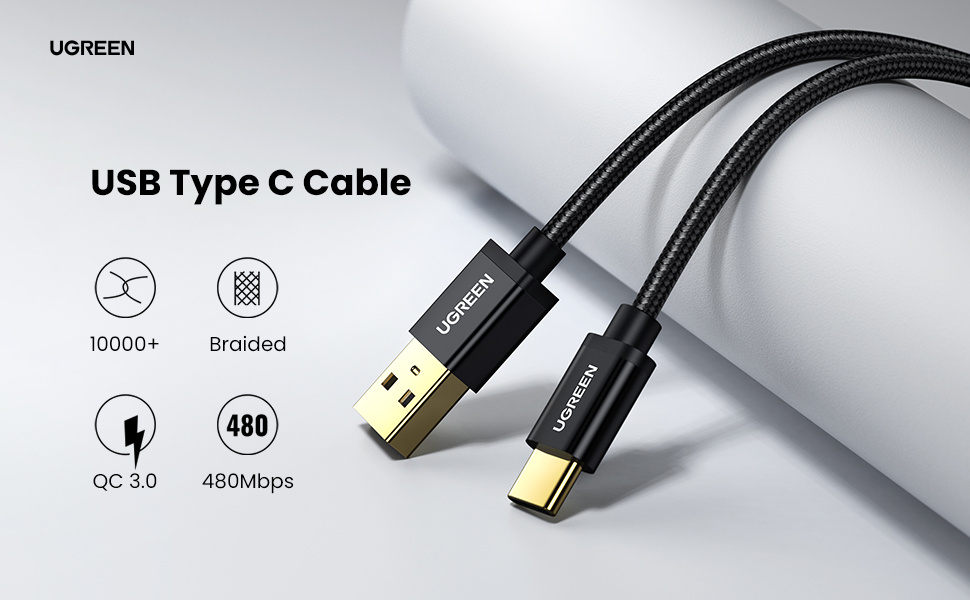 UGREEN
USB Type C Cable
10000+
Braided
480
QC 3.0
480Mbps
UGREEN
UGREEN